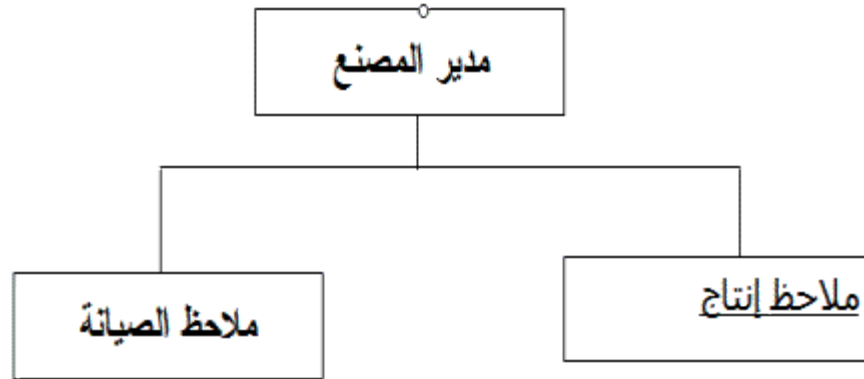 مدير المصنع
ملاحظ إنتاج
ملاحظ الصيانة